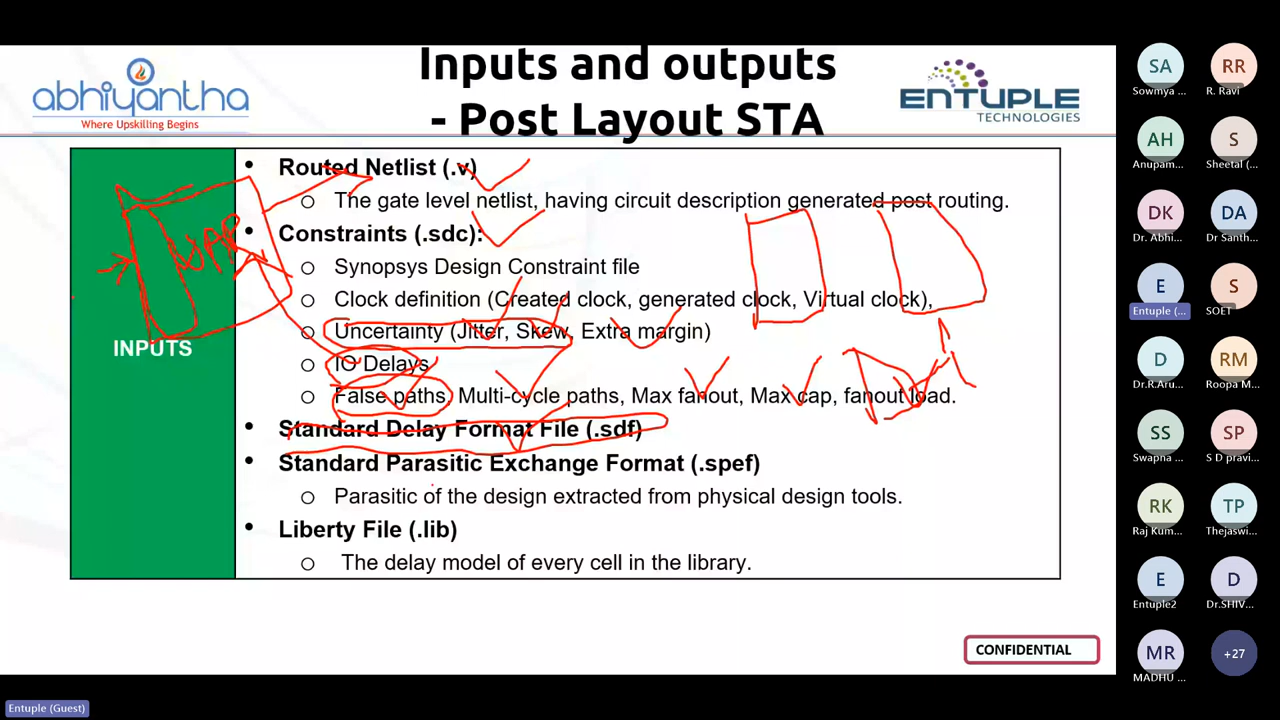 Inputs and outputs
- Post Layout STA
abhiyantha
Where Upskilling Begins
ENTUPLE
TECHNOLOGIES
INPUTS
• Routed Netlist (.v)
o The gate level netlist, having circuit description generated post routing.
• Constraints (.sdc):
o Synopsys Design Constraint file
o Clock definition (Created clock, generated clock, Virtual clock),
o Uncertainty (Jitter, Skew, Extra margin)
o IO Delays
o False paths, Multi-cycle paths, Max fanout, Max cap, fanout load.
• Standard Delay Format File (.sdf)
• Standard Parasitic Exchange Format (.spef)
o Parasitic of the design extracted from physical design tools.
• Liberty File (.lib)
o The delay model of every cell in the library.
CONFIDENTIAL
Entuple (Guest)
SA RR
Sowmya ... R. Ravi
AH S
Anupam... Sheetal (...
DK DA
Dr. Abhi... Dr Santh...
E S
Entuple (... SOET
D RM
Dr.R.Aru... Roopa M...
SS SP
Swapna ... S D pravi...
RK TP
Raj Kum... Thejaswi...
E D
Entuple2 Dr.SHIV...
MR +27
MADHU ...